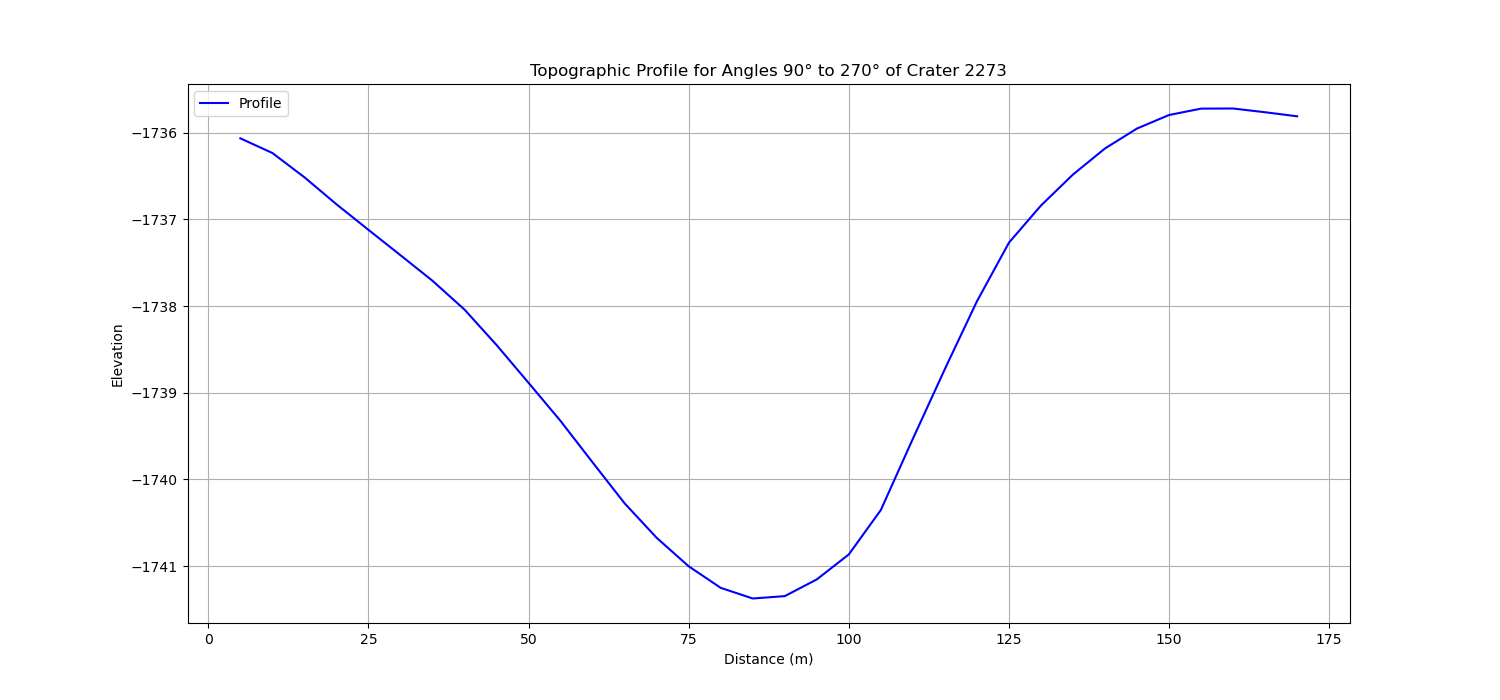 Topographic Profile for Angles 90° to 270° of Crater 2273
Profile
−1736
−1737
−1738
−1739
−1740
−1741
Elevation
0 25 50 75 100 125 150 175
Distance (m)